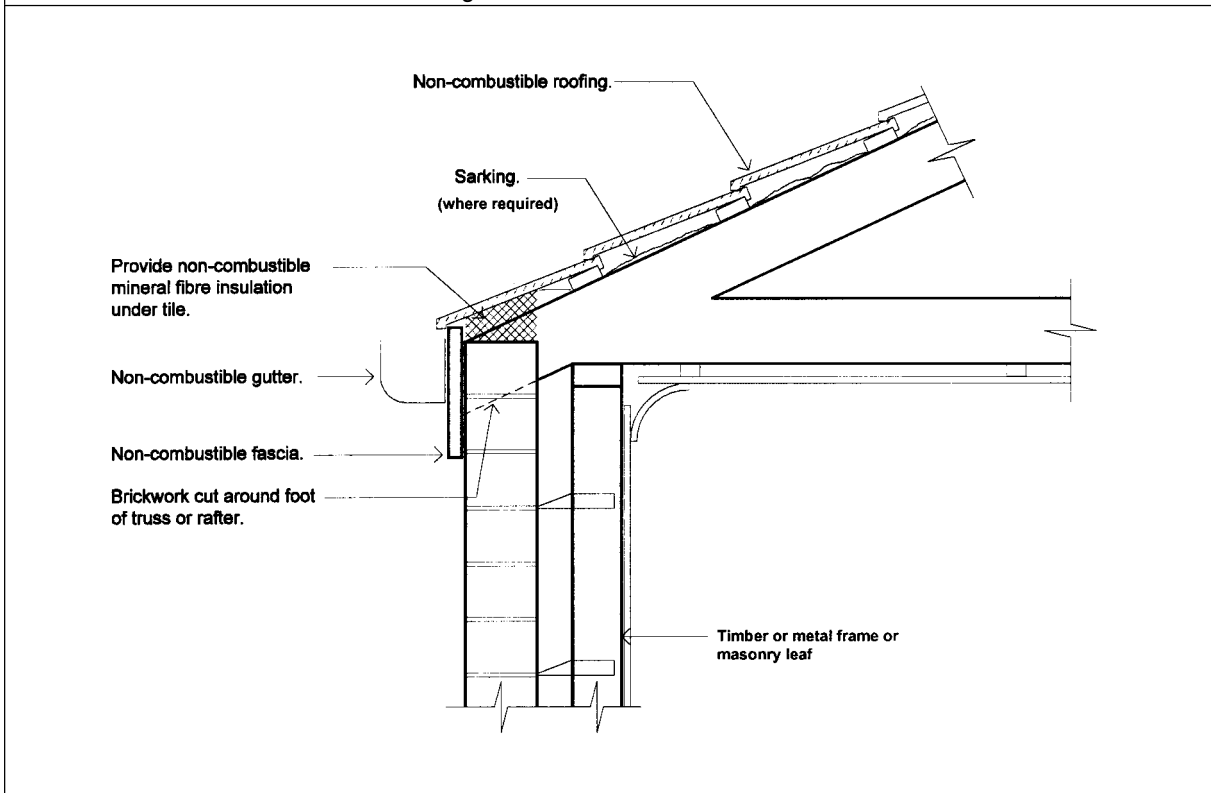 Non-combustible roofing.
Sarking.
(where required)
Provide non-combustible
mineral fibre insulation
under tile.
Non-combustible gutter.
Non-combustible fascia.
Brickwork cut around foot
of truss or rafter.
Timber or metal frame or
masonry leaf